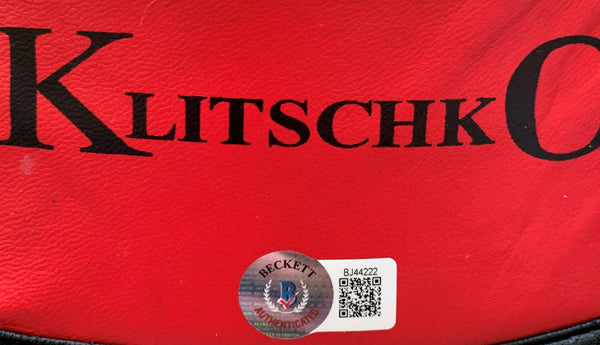 KLITSCHKO
BECKETT
B
AUTHENTICATED
BJ44222